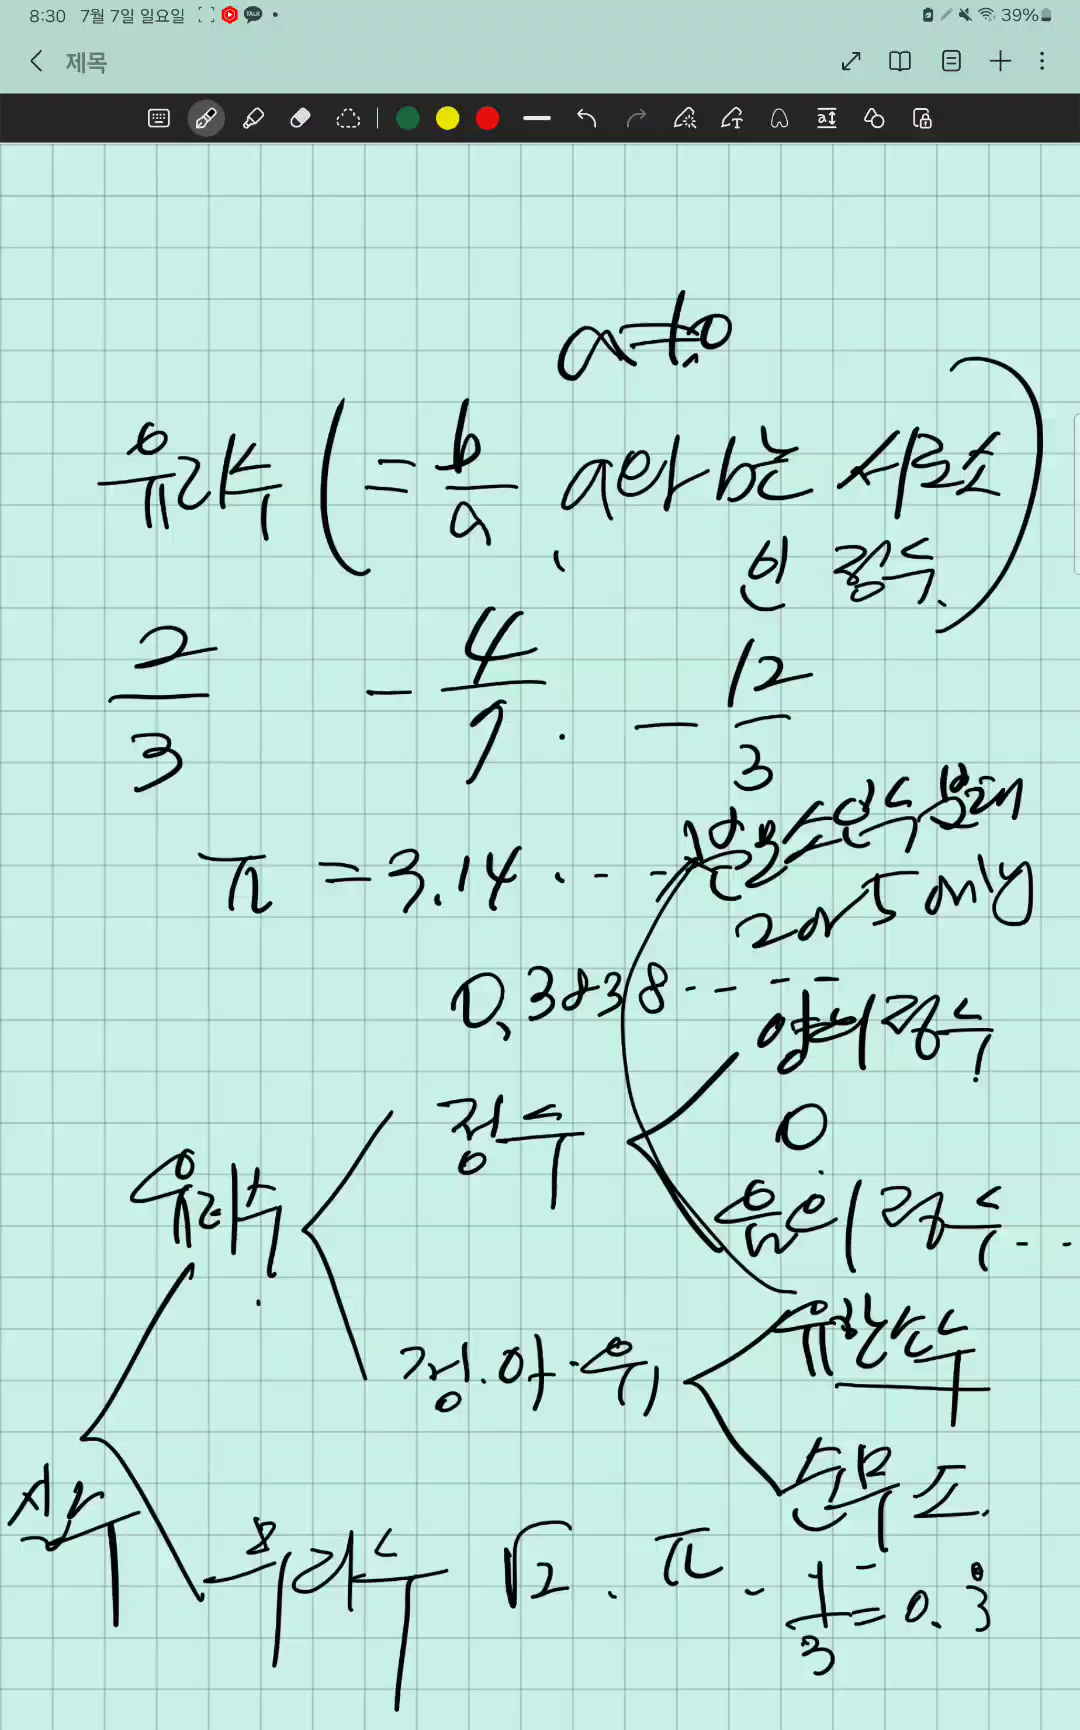 8:30 7월 7일 일요일 39%
제목
a≠0
유리수 (= b/a, a와 b는 서로소
인 정수.)
2/3 - 4/7. - 12/3
π = 3.14 ...
분모 소인수분해
2 or 5 only
0.3838 ...
양의 정수
유리수 정수 0
음의 정수 ...
정.아.유 유한소수
순무소.
실수 무리수 √2. π. 1/3 = 0.3̇